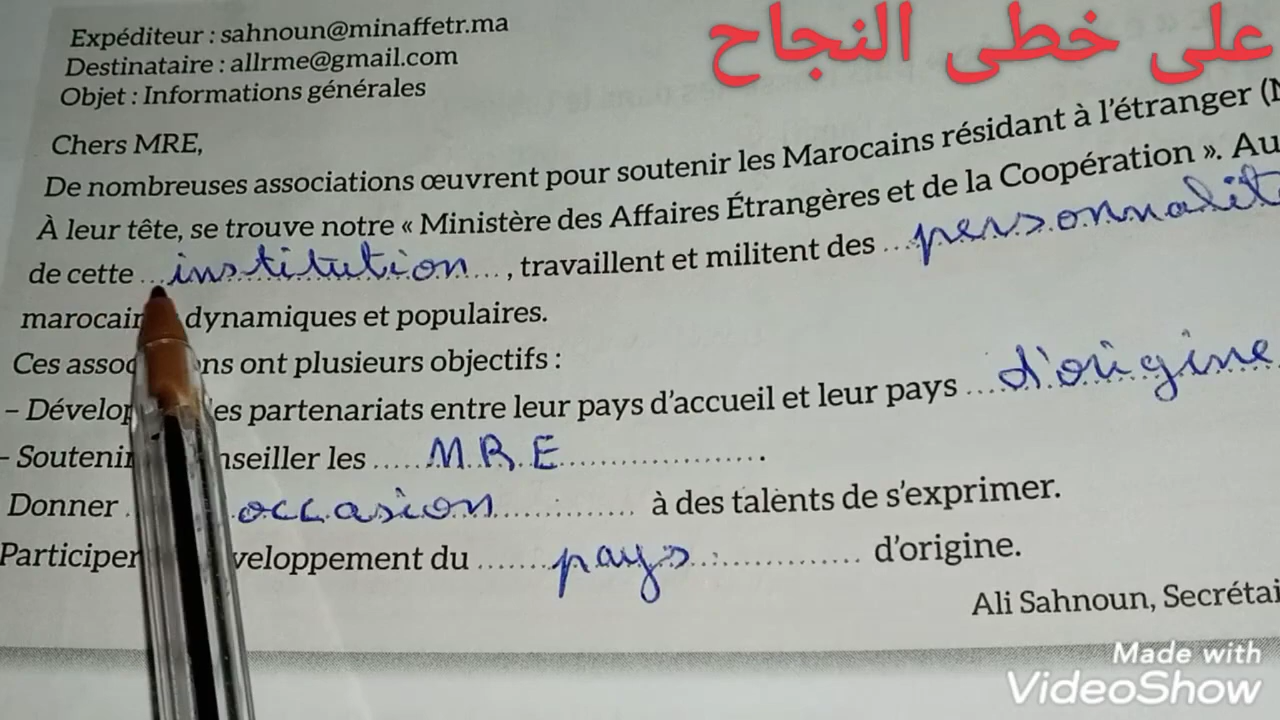 على خطى النجاح
Expéditeur : sahnoun@minaffetr.ma
Destinataire : allrme@gmail.com
Objet : Informations générales
Chers MRE,
De nombreuses associations œuvrent pour soutenir les Marocains résidant à l'étranger
À leur tête, se trouve notre « Ministère des Affaires Étrangères et de la Coopération ». Au
de cette ...institution..., travaillent et militent des ...personnalit
dynamiques et populaires.
Ces ont plusieurs objectifs :
– partenariats entre leur pays d'accueil et leur pays ...d'origine
– les .....MRE.....
Donner occasion ..... à des talents de s'exprimer.
Participer du ......pays...... d'origine.
Ali Sahnoun,
Made with
VideoShow